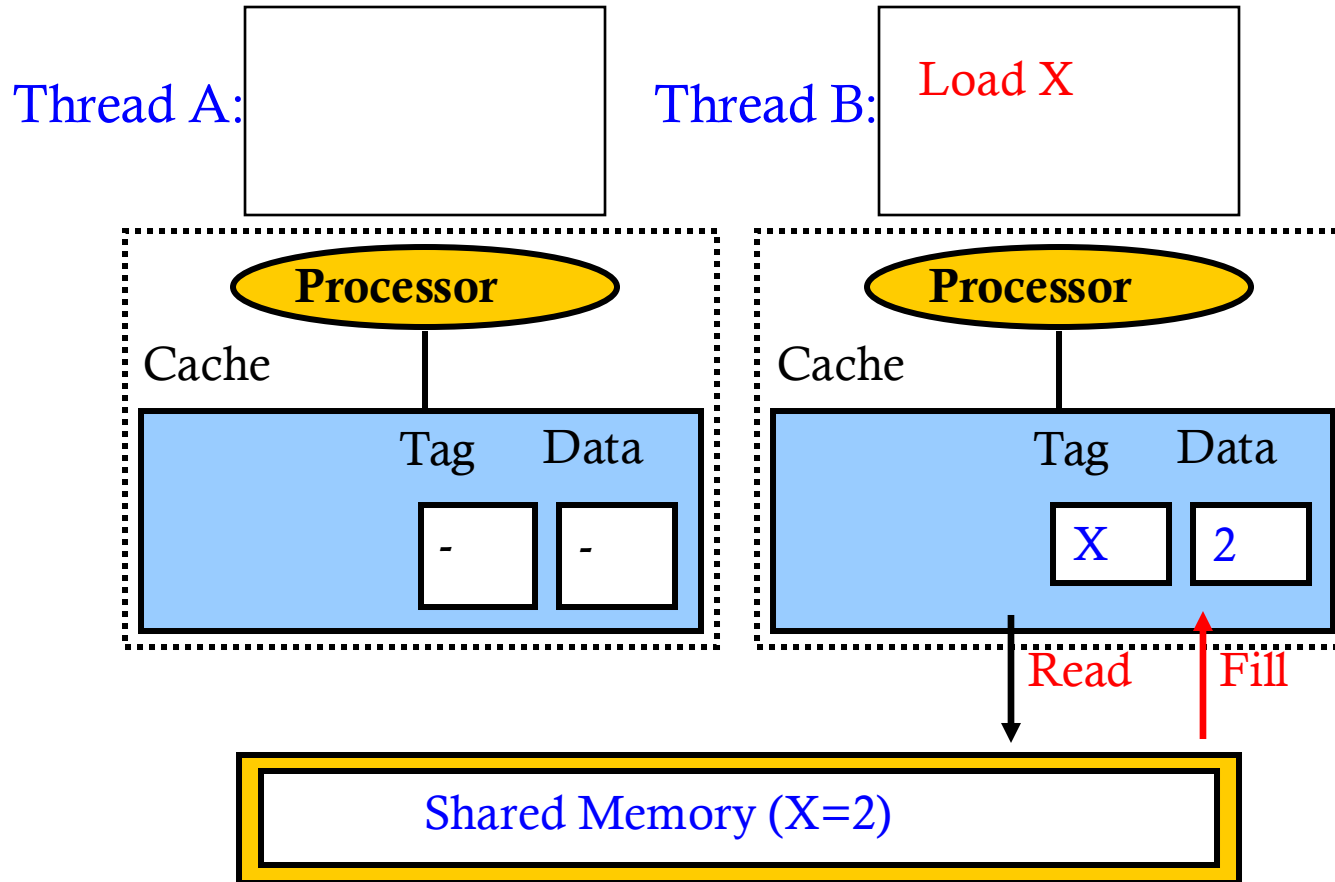 Thread A:
Thread B:
Load X
Processor
Processor
Cache
Cache
Tag Data
Tag Data
- -
X 2
Read
Fill
Shared Memory (X=2)